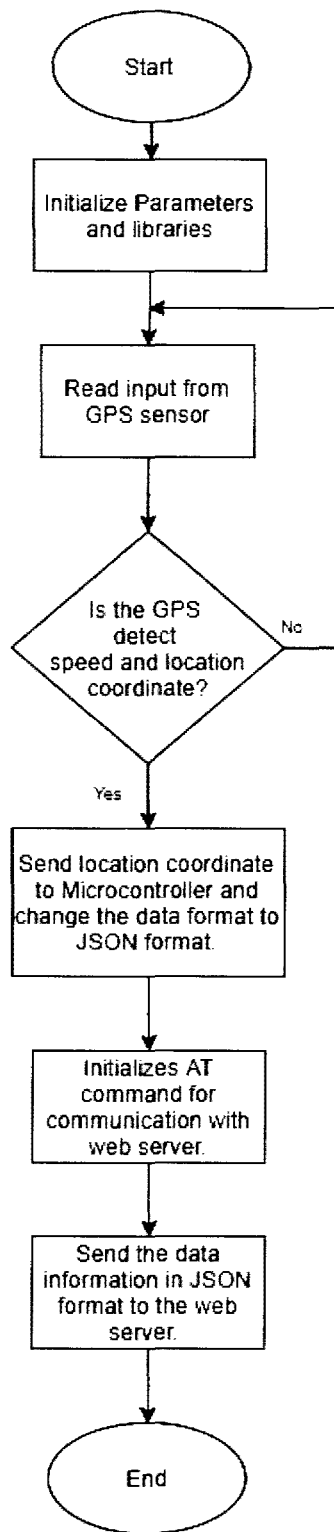 Start
Initialize Parameters
and libraries
Read input from
GPS sensor
Is the GPS
detect
speed and location
coordinate?
No
Yes
Send location coordinate
to Microcontroller and
change the data format to
JSON format.
Initializes AT
command for
communication with
web server.
Send the data
information in JSON
format to the web
server.
End